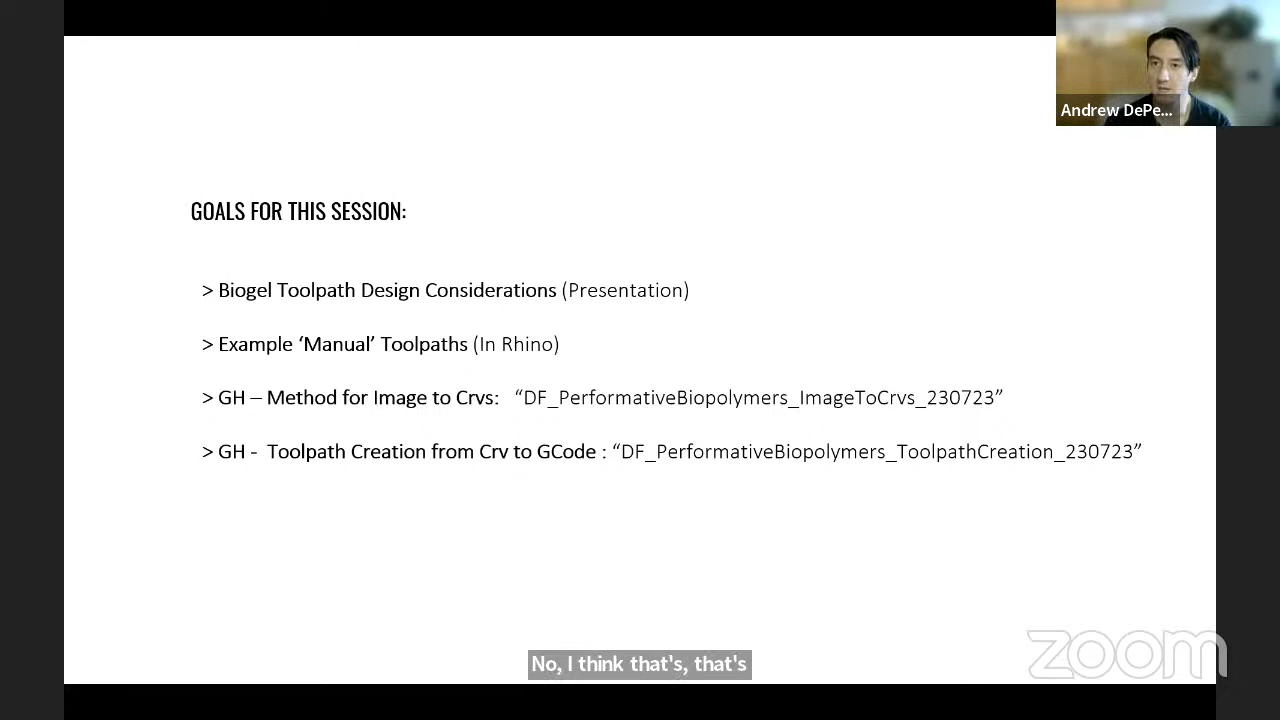 Andrew DePe...
GOALS FOR THIS SESSION:
> Biogel Toolpath Design Considerations (Presentation)
> Example ‘Manual’ Toolpaths (In Rhino)
> GH – Method for Image to Crvs: “DF_PerformativeBiopolymers_ImageToCrvs_230723”
> GH - Toolpath Creation from Crv to GCode : “DF_PerformativeBiopolymers_ToolpathCreation_230723”
No, I think that's, that's
zoom